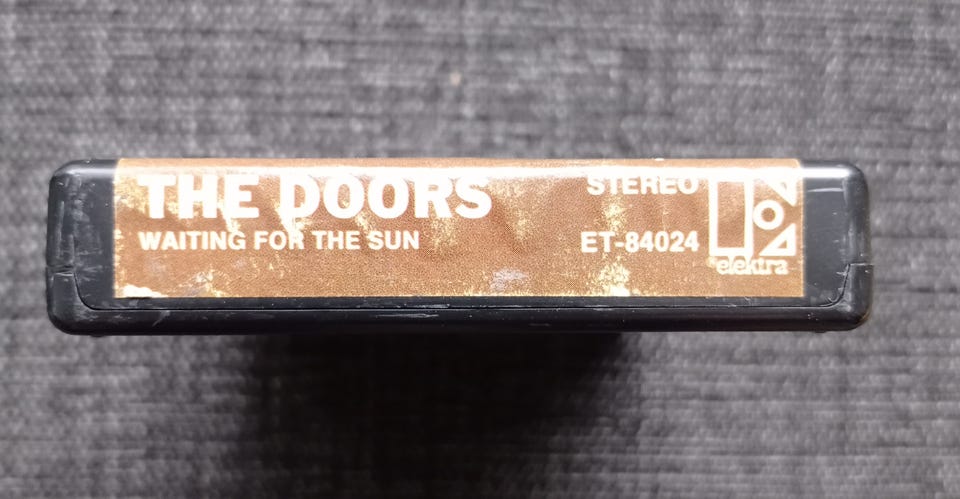 THE DOORS
WAITING FOR THE SUN
STEREO
ET-84024
elektra